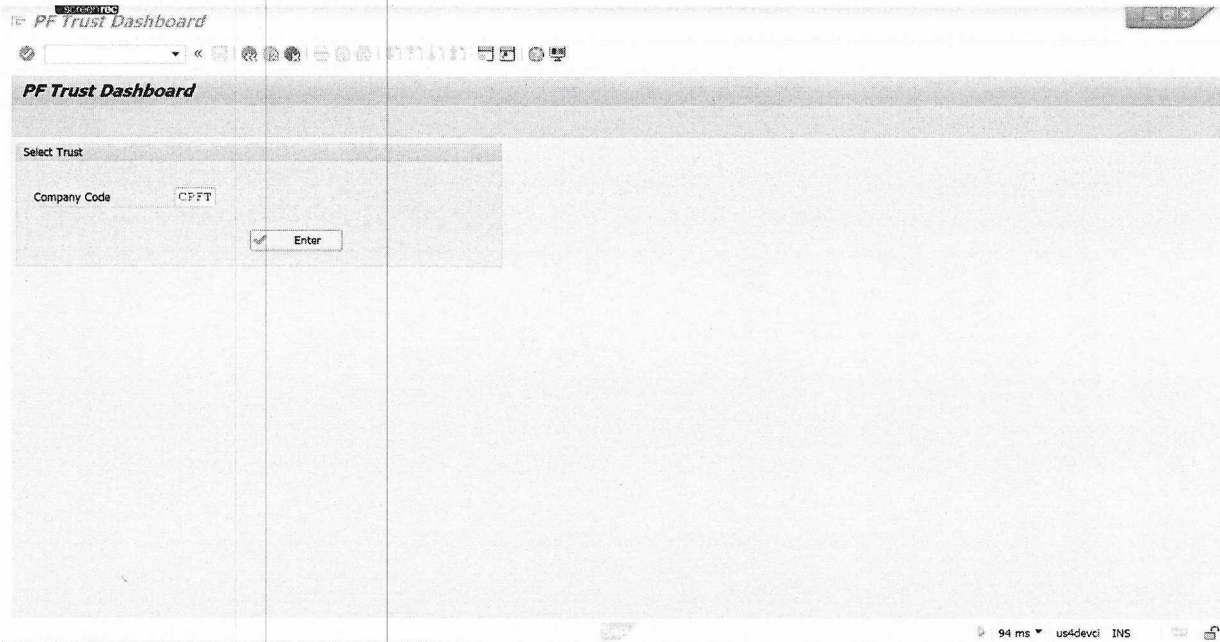 screenrec
PF Trust Dashboard
PF Trust Dashboard
Select Trust
Company Code CPFT
Enter
94 ms us4devci INS